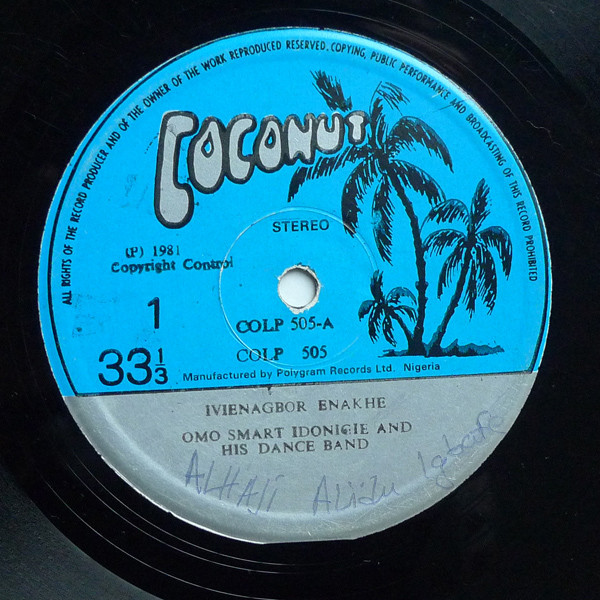 ALL RIGHTS OF THE RECORD PRODUCER AND OF THE OWNER OF THE WORK REPRODUCED RESERVED. COPYING, PUBLIC PERFORMANCE AND BROADCASTING OF THIS RECORD PROHIBITED
COCONUT
STEREO
(P) 1981
Copyright Control
1
COLP 505-A
33 1/3
COLP 505
Manufactured by Polygram Records Ltd. Nigeria
IVIENAGBOR ENAKHE
OMO SMART IDONIGIE AND
HIS DANCE BAND
ALHAJI